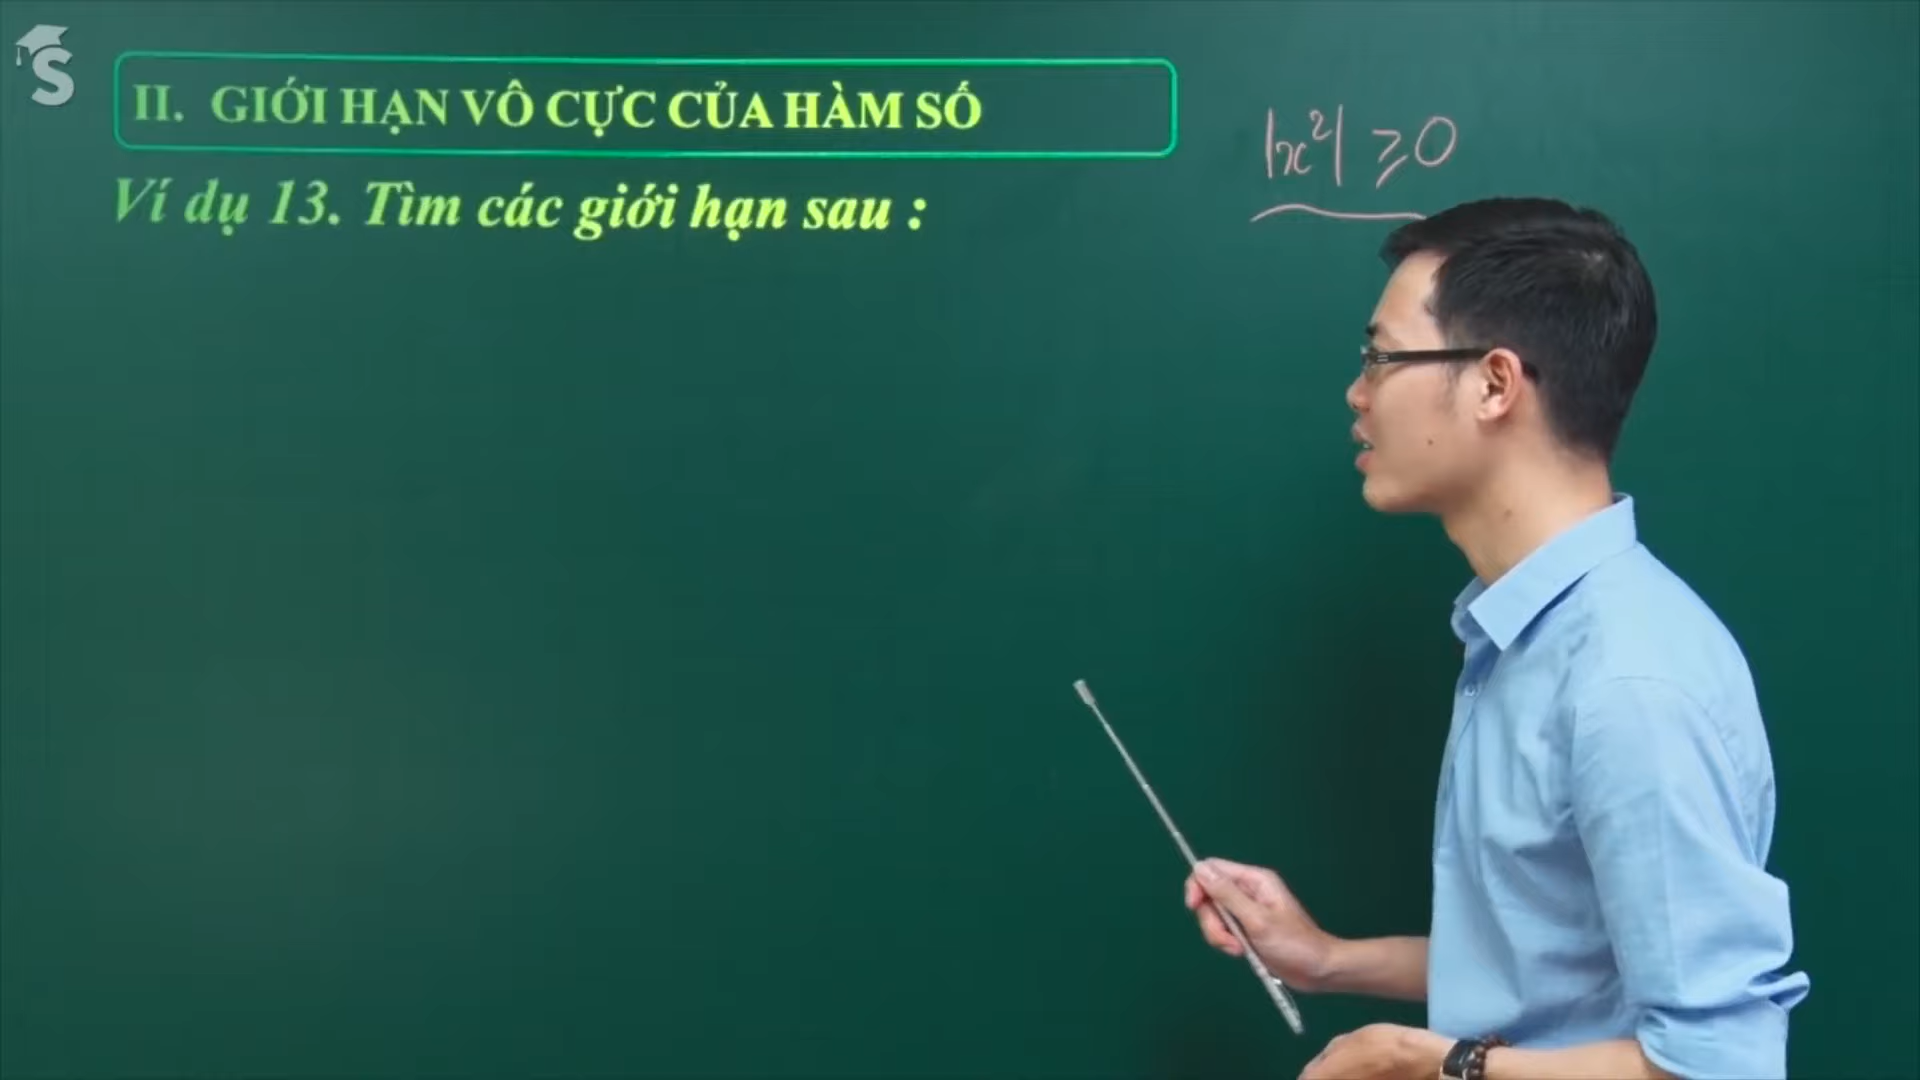 S
II. GIỚI HẠN VÔ CỰC CỦA HÀM SỐ
|x²| ≥ 0
Ví dụ 13. Tìm các giới hạn sau :